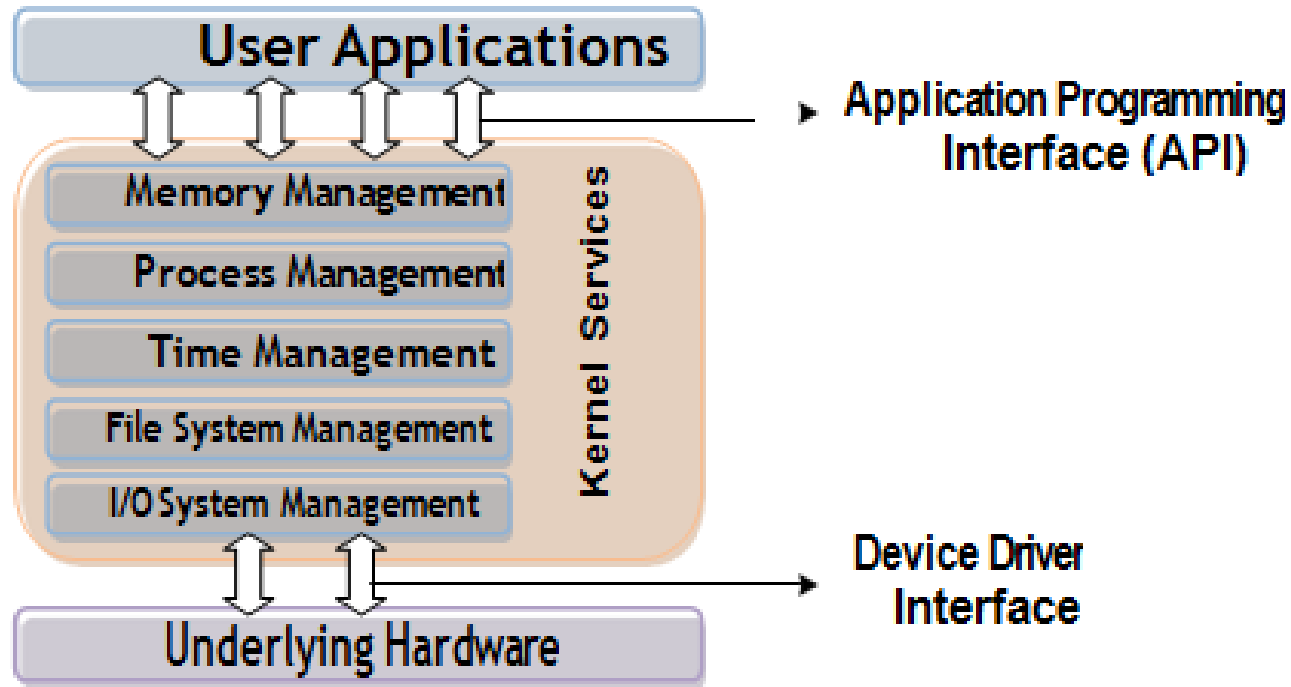 User Applications
Application Programming
Interface (API)
Memory Management
Process Management
Time Management
File System Management
I/O System Management
Kernel Services
Device Driver
Interface
Underlying Hardware